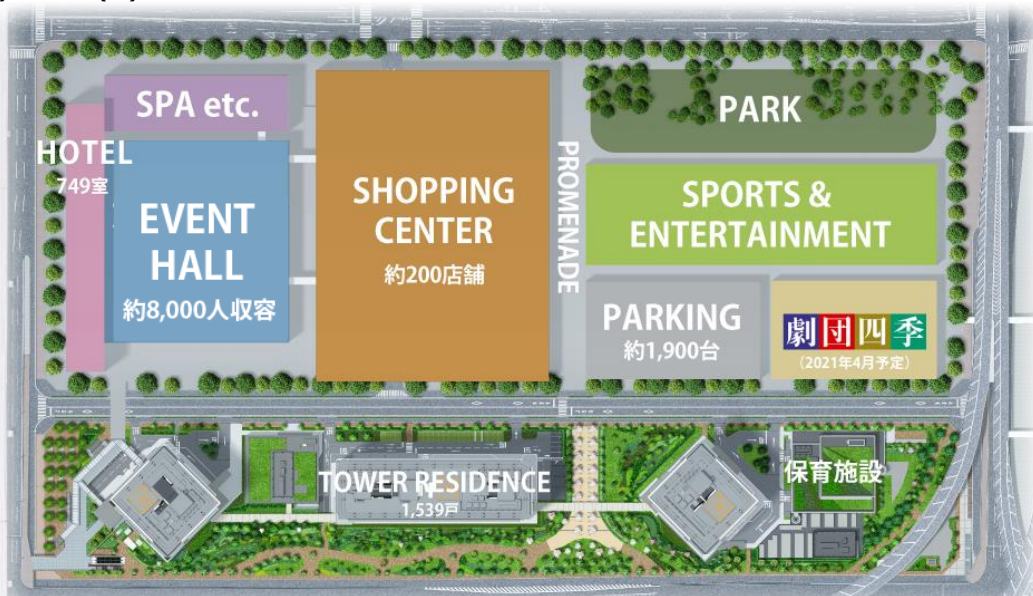 SPA etc.
HOTEL
749室
EVENT
HALL
約8,000人収容
SHOPPING
CENTER
約200店舗
PROMENADE
PARK
SPORTS &
ENTERTAINMENT
PARKING
約1,900台
劇団四季
(2021年4月予定)
TOWER RESIDENCE
1,539戸
保育施設